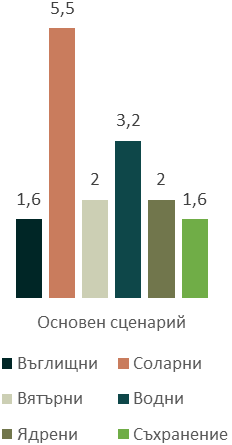 5,5
3,2
2
2
1,6
1,6
Основен сценарий
Въглищни Соларни
Вятърни Водни
Ядрени Съхранение